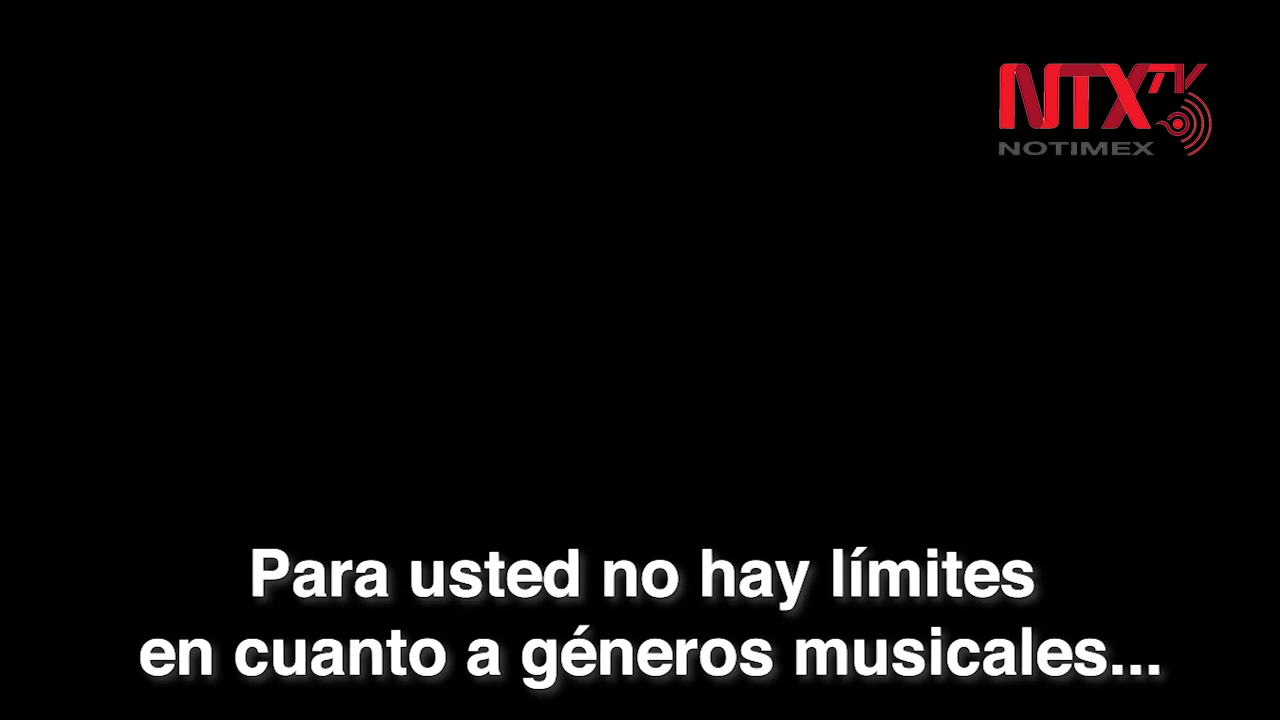 NTX TV
NOTIMEX
Para usted no hay límites
en cuanto a géneros musicales...